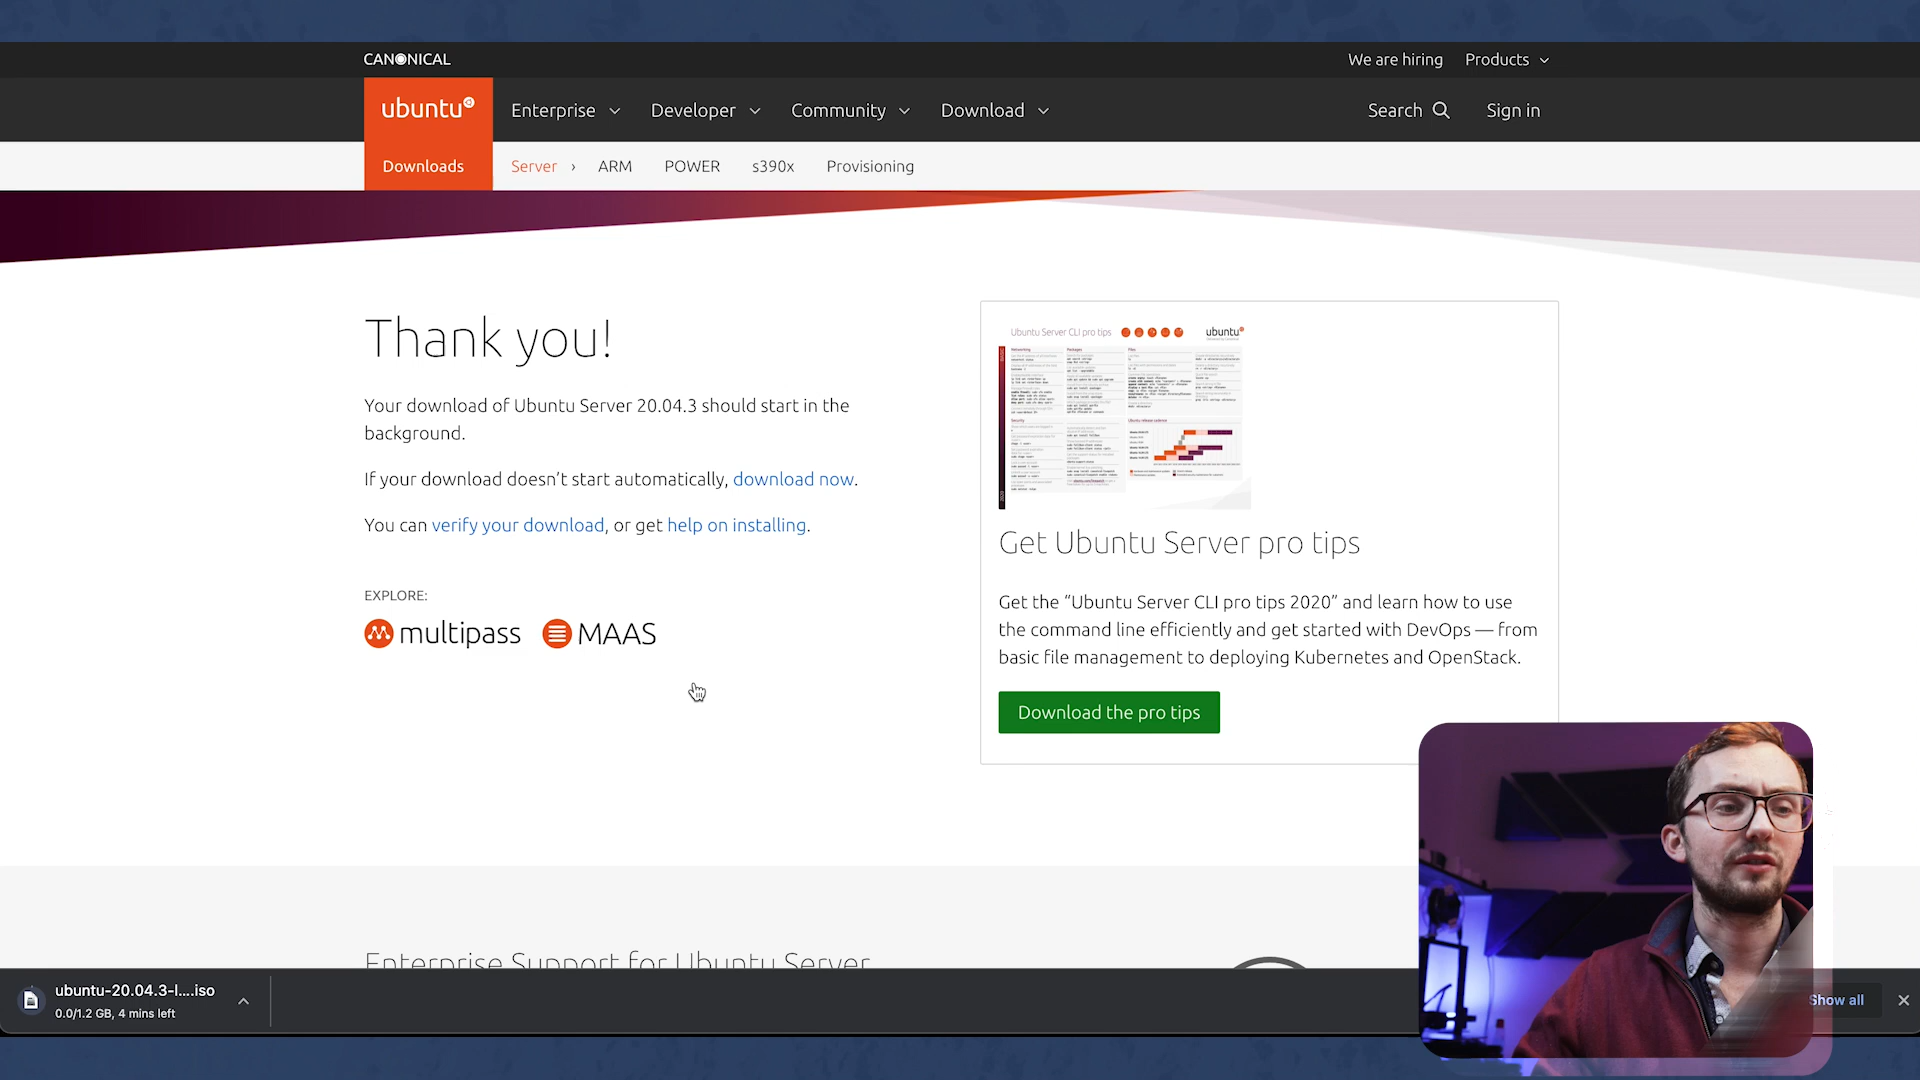 CANONICAL
We are hiring
Products
ubuntu
Enterprise
Developer
Community
Download
Search
Sign in
Downloads
Server
ARM
POWER
s390x
Provisioning
Thank you!
Your download of Ubuntu Server 20.04.3 should start in the
background.
If your download doesn’t start automatically, download now.
You can verify your download, or get help on installing.
EXPLORE:
multipass
MAAS
Ubuntu Server CLI pro tips
ubuntu
Get Ubuntu Server pro tips
Get the “Ubuntu Server CLI pro tips 2020” and learn how to use
the command line efficiently and get started with DevOps — from
basic file management to deploying Kubernetes and OpenStack.
Download the pro tips
Enterprise Support for Ubuntu Server
ubuntu-20.04.3-l....iso
0.0/1.2 GB, 4 mins left
Show all